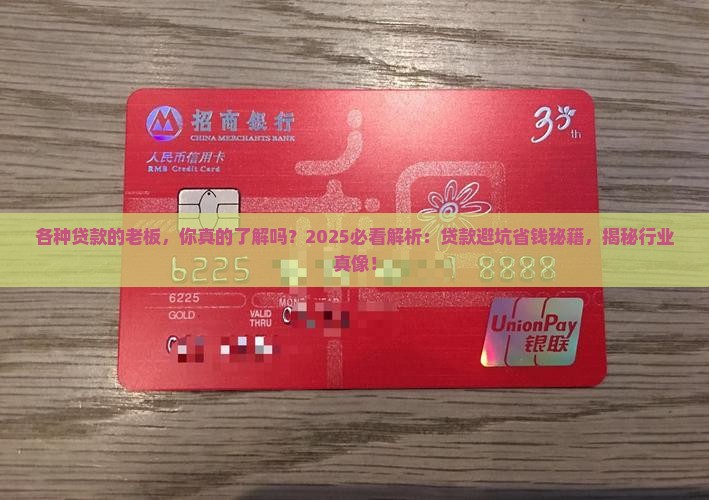 招商银行
CHINA MERCHANTS BANK
30th
人民币信用卡
RMB Credit Card
各种贷款的老板，你真的了解吗？2025必看解析：贷款避坑省钱秘籍，揭秘行业
真像！
6225 8888
6225
GOLD
VALID
THRU
UnionPay
银联